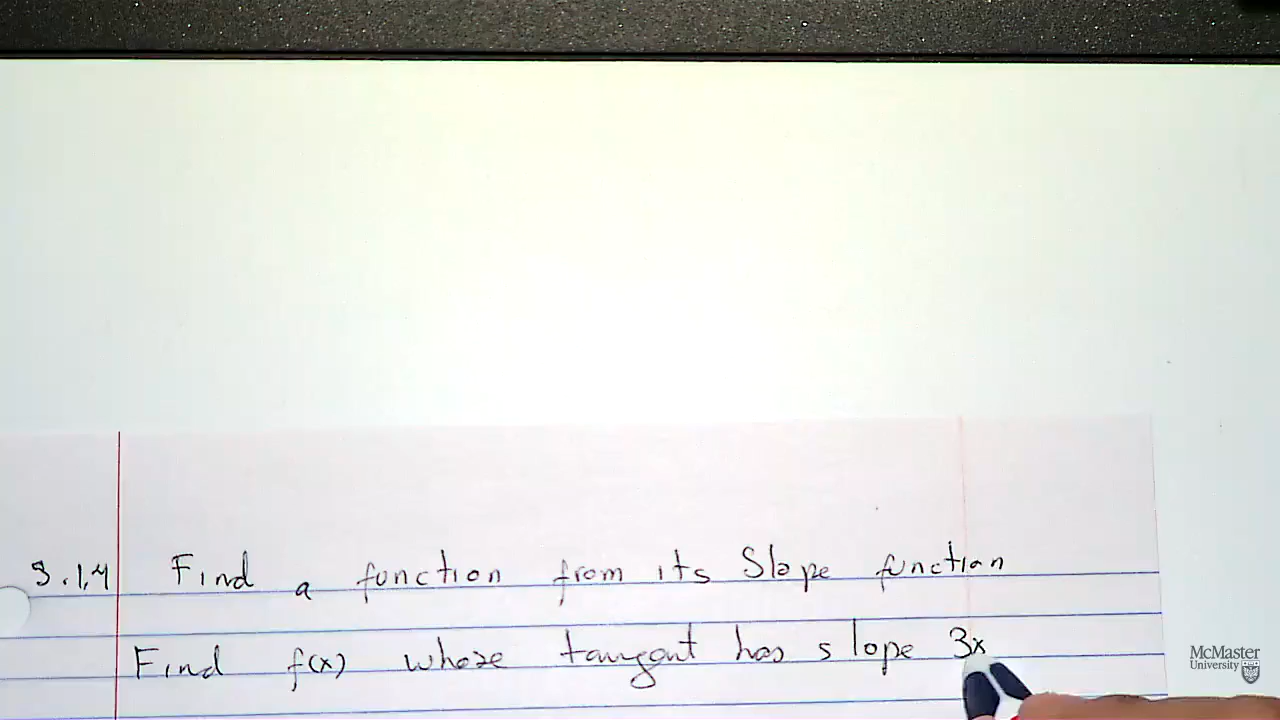 3.1.4 Find a function from its Slope function
Find f(x) whose tangent has slope 3x
McMaster
University